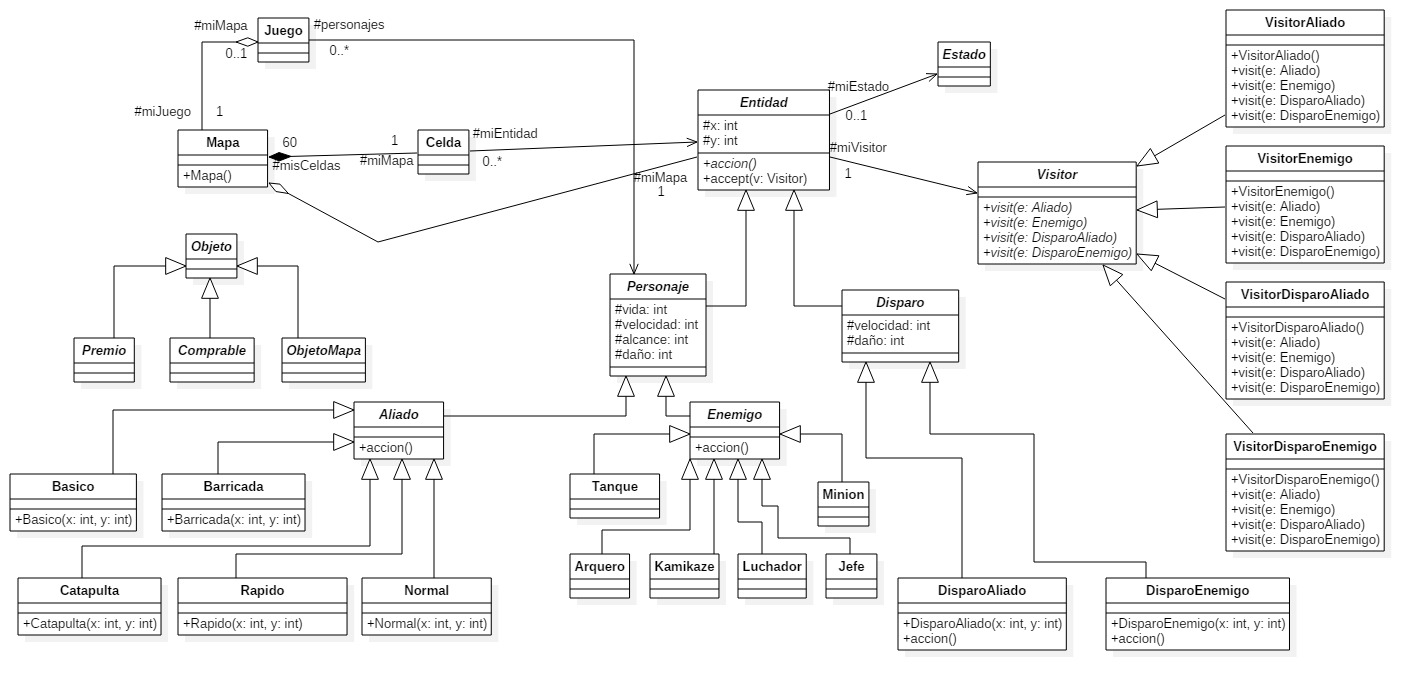 #miMapa
Juego
#personajes
0..1
0..*
#miJuego
1
Mapa
+Mapa()
60
#misCeldas
1
#miMapa
Celda
#miEntidad
0..*
Entidad
#x: int
#y: int
+accion()
+accept(v: Visitor)
#miMapa
1
#miEstado
0..1
Estado
#miVisitor
1
Visitor
+visit(e: Aliado)
+visit(e: Enemigo)
+visit(e: DisparoAliado)
+visit(e: DisparoEnemigo)
VisitorAliado
+VisitorAliado()
+visit(e: Aliado)
+visit(e: Enemigo)
+visit(e: DisparoAliado)
+visit(e: DisparoEnemigo)
VisitorEnemigo
+VisitorEnemigo()
+visit(e: Aliado)
+visit(e: Enemigo)
+visit(e: DisparoAliado)
+visit(e: DisparoEnemigo)
VisitorDisparoAliado
+VisitorDisparoAliado()
+visit(e: Aliado)
+visit(e: Enemigo)
+visit(e: DisparoAliado)
+visit(e: DisparoEnemigo)
VisitorDisparoEnemigo
+VisitorDisparoEnemigo()
+visit(e: Aliado)
+visit(e: Enemigo)
+visit(e: DisparoAliado)
+visit(e: DisparoEnemigo)
Objeto
Premio
Comprable
ObjetoMapa
Personaje
#vida: int
#velocidad: int
#alcance: int
#daño: int
Disparo
#velocidad: int
#daño: int
Aliado
+accion()
Enemigo
+accion()
Basico
+Basico(x: int, y: int)
Barricada
+Barricada(x: int, y: int)
Tanque
Minion
Arquero
Kamikaze
Luchador
Jefe
Catapulta
+Catapulta(x: int, y: int)
Rapido
+Rapido(x: int, y: int)
Normal
+Normal(x: int, y: int)
DisparoAliado
+DisparoAliado(x: int, y: int)
+accion()
DisparoEnemigo
+DisparoEnemigo(x: int, y: int)
+accion()